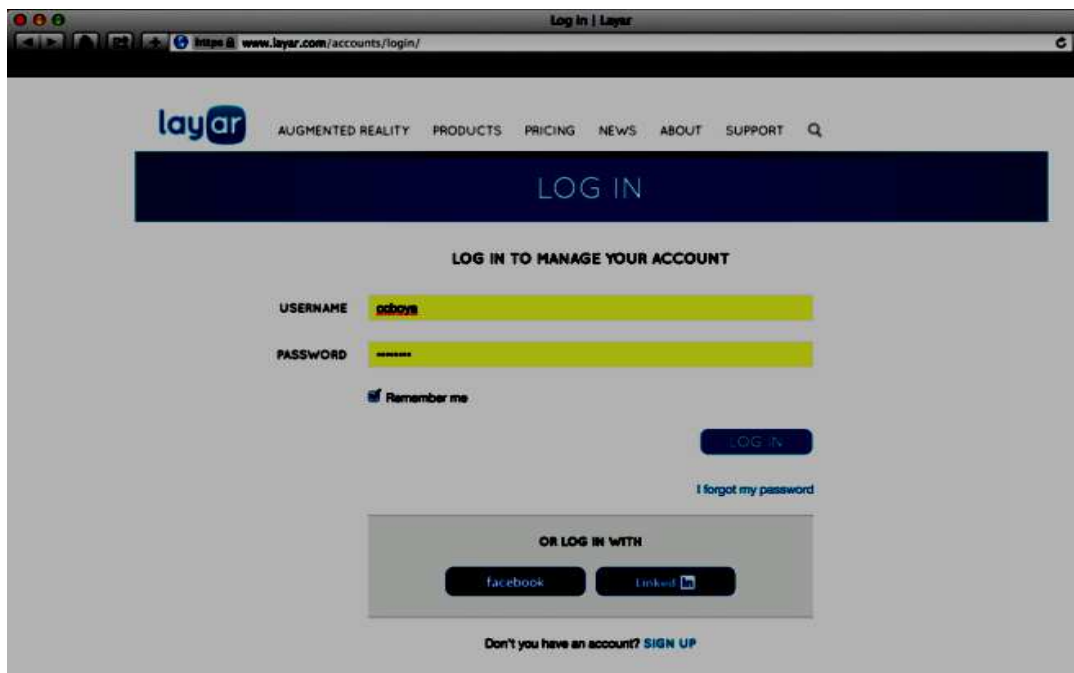 Log In | Layar
https www.layar.com/accounts/login/
layar AUGMENTED REALITY PRODUCTS PRICING NEWS ABOUT SUPPORT
LOG IN
LOG IN TO MANAGE YOUR ACCOUNT
USERNAME
PASSWORD ••••••••
Remember me
LOG IN
I forgot my password
OR LOG IN WITH
facebook Linked in
Don't you have an account? SIGN UP